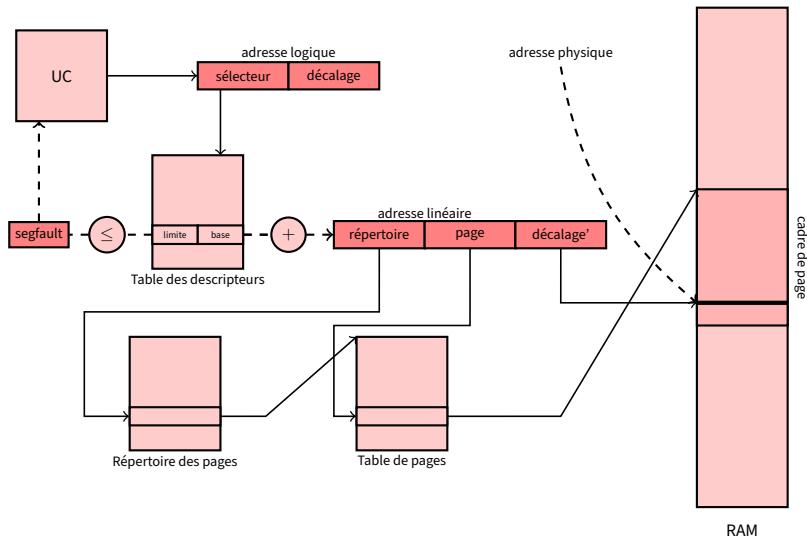 adresse logique
adresse physique
UC
sélecteur
décalage
adresse linéaire
segfault
≤
limite
base
+
répertoire
page
décalage’
cadre de page
Table des descripteurs
Répertoire des pages
Table de pages
RAM